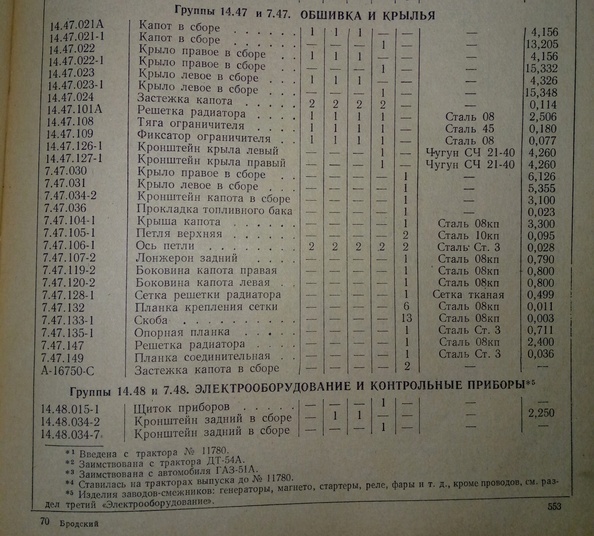 Группы 14.47 и 7.47. ОБШИВКА И КРЫЛЬЯ
14.47.021А Капот в сборе . . . . . . 1 1 1 — — — 4,156
14.47.021-1 Капот в сборе . . . . . . — — — 1 — — 13,205
14.47.022 Крыло правое в сборе . . . 1 1 1 — — — 4,156
14.47.022-1 Крыло правое в сборе . . . — — — 1 — — 15,332
14.47.023 Крыло левое в сборе . . . 1 1 1 — — — 4,326
14.47.023-1 Крыло левое в сборе . . . — — — 1 — — 15,348
14.47.024 Застежка капота . . . . . 2 2 2 2 — — 0,114
14.47.101А Решетка радиатора . . . . 1 1 1 1 — Сталь 08 2,506
14.47.108 Тяга ограничителя . . . . 1 1 1 1 — Сталь 45 0,180
14.47.109 Фиксатор ограничителя . . 1 1 1 1 — Сталь 08 0,077
14.47.126-1 Кронштейн крыла левый — — — 1 — Чугун СЧ 21-40 4,260
14.47.127-1 Кронштейн крыла правый — — — 1 — Чугун СЧ 21-40 4,260
7.47.030 Крыло правое в сборе . . . — — — — 1 — 6,126
7.47.031 Крыло левое в сборе . . . — — — — 1 — 5,355
7.47.034-2 Кронштейн капота в сборе — — — — 1 — 3,100
7.47.036 Прокладка топливного бака — — — — 1 — 0,023
7.47.104-1 Крыша капота . . . . . — — — — 1 Сталь 08кп 3,300
7.47.105-1 Петля верхняя . . . . . — — — — 2 Сталь 10кп 0,095
7.47.106-1 Ось петли . . . . . . . 2 2 2 2 2 Сталь Ст. 3 0,028
7.47.107-2 Лонжерон задний . . . . — — — — 1 Сталь 08кп 0,790
7.47.119-2 Боковина капота правая — — — — 1 Сталь 08кп 0,800
7.47.120-2 Боковина капота левая . — — — — 1 Сталь 08кп 0,800
7.47.128-1 Сетка решетки радиатора — — — — 1 Сетка тканая 0,499
7.47.132 Планка крепления сетки — — — — 6 Сталь 08кп 0,011
7.47.133-1 Скоба . . . . . . . . — — — — 13 Сталь 08кп 0,003
7.47.135-1 Опорная планка . . . . — — — — 1 Сталь Ст. 3 0,711
7.47.147 Решетка радиатора . . . — — — — 1 Сталь 08кп 2,400
7.47.149 Планка соединительная . — — — — 1 Сталь Ст. 3 0,036
А-16750-С Застежка капота в сборе — — — — 2 — —
Группы 14.48 и 7.48. ЭЛЕКТРООБОРУДОВАНИЕ И КОНТРОЛЬНЫЕ ПРИБОРЫ*5
14.48.015-1 Щиток приборов . . . . . — — — 1 — — —
14.48.034-2 Кронштейн задний в сборе — 1 1 — — — 2,250
14.48.034-7 Кронштейн задний в сборе — — — 1 — — —
*1 Введена с трактора № 11780.
*2 Заимствована с трактора ДТ-54А.
*3 Заимствована с автомобиля ГАЗ-51А.
*4 Ставилась на тракторах выпуска до № 11780.
*5 Изделия заводов-смежников: генераторы, магнето, стартеры, реле, фары и т. д., кроме проводов, см. раз-
дел третий «Электрооборудование».
70 Бродский 553